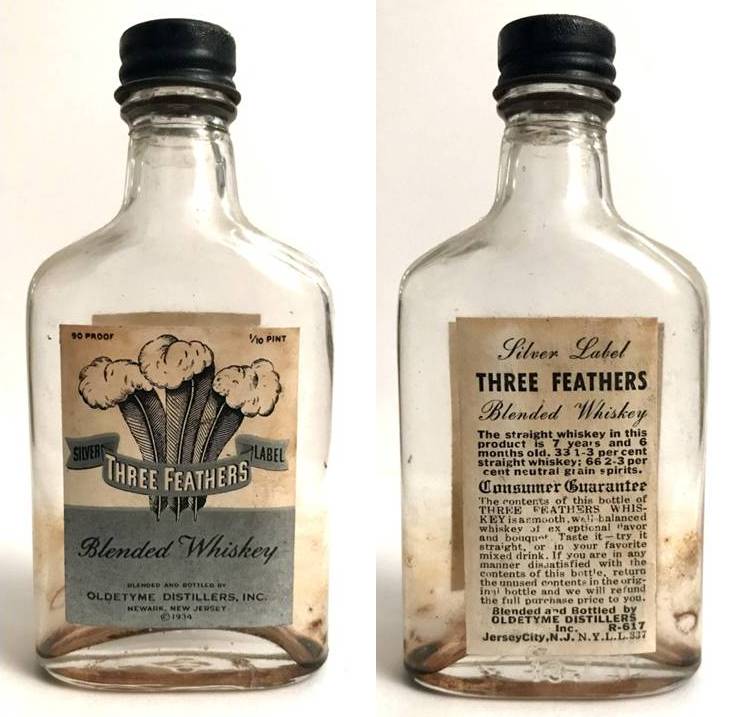 90 PROOF
1/10 PINT
SILVER
LABEL
THREE FEATHERS
Blended Whiskey
BLENDED AND BOTTLED BY
OLDETYME DISTILLERS, INC.
NEWARK, NEW JERSEY
©1934
Silver Label
THREE FEATHERS
Blended Whiskey
The straight whiskey in this
product is 7 years and 6
months old. 33 1-3 per cent
straight whiskey; 66 2-3 per
cent neutral grain spirits.
Consumer Guarantee
The contents of this bottle of
THREE FEATHERS WHIS-
KEY is a smooth, well-balanced
whiskey of exceptional flavor
and bouquet. Taste it—try it
straight, or in your favorite
mixed drink. If you are in any
manner dissatisfied with the
contents of this bottle, return
the unused contents in the orig-
inal bottle and we will refund
the full purchase price to you.
Blended and Bottled by
OLDETYME DISTILLERS
Inc. R-617
Jersey City, N.J. N.Y.L.L.337